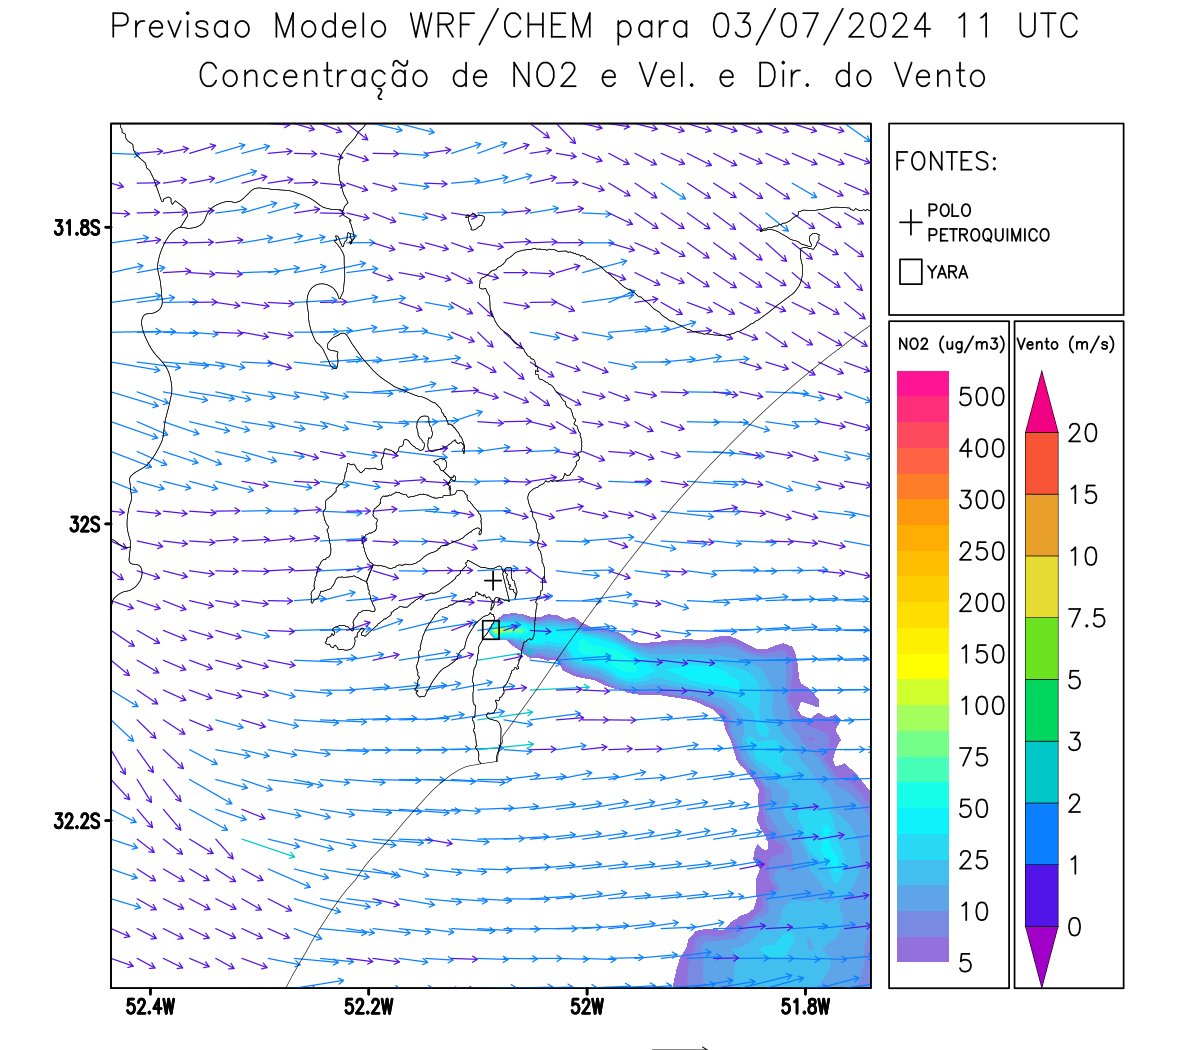 Previsao Modelo WRF/CHEM para 03/07/2024 11 UTC
Concentração de NO2 e Vel. e Dir. do Vento
FONTES:
POLO
PETROQUIMICO
YARA
NO2 (ug/m3)
500
400
300
250
200
150
100
75
50
25
10
5
Vento (m/s)
20
15
10
7.5
5
3
2
1
0
31.8S
32S
32.2S
52.4W
52.2W
52W
51.8W